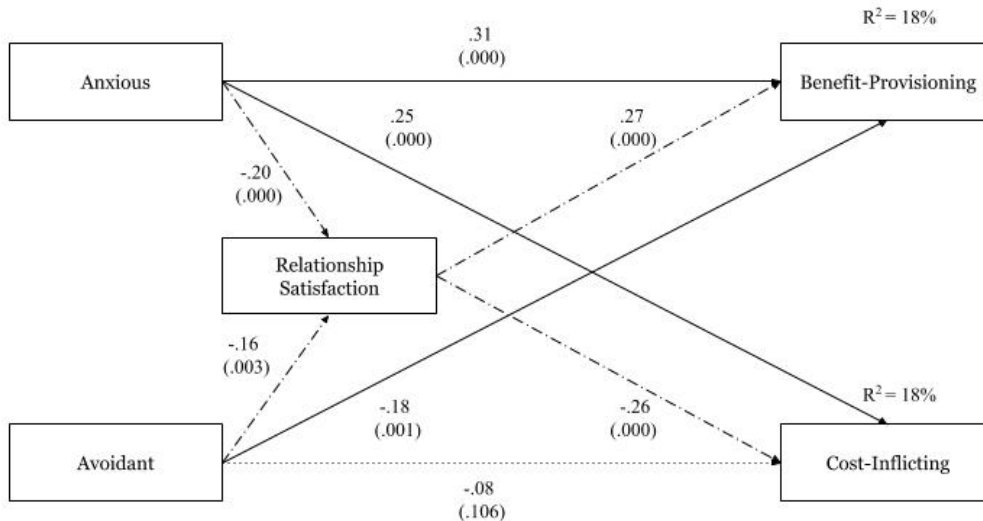 R² = 18%
.31
(.000)
Anxious
Benefit-Provisioning
.25
(.000)
.27
(.000)
-.20
(.000)
Relationship
Satisfaction
-.16
(.003)
R² = 18%
-.18
(.001)
-.26
(.000)
Avoidant
Cost-Inflicting
-.08
(.106)